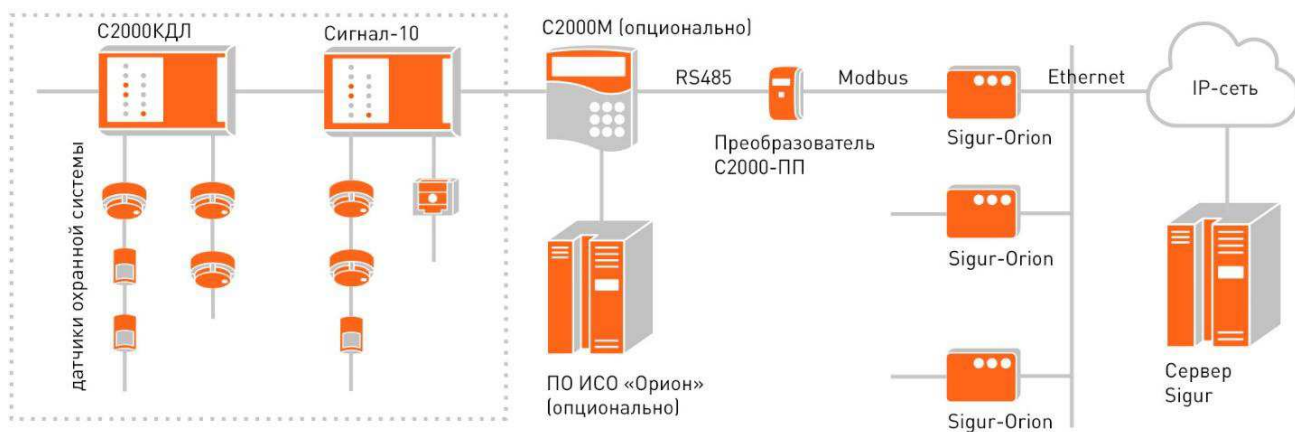 С2000КДЛ
Сигнал-10
С2000М (опционально)
RS485
Modbus
Ethernet
IP-сеть
Преобразователь
С2000-ПП
Sigur-Orion
Sigur-Orion
Sigur-Orion
датчики охранной системы
ПО ИСО «Орион»
(опционально)
Сервер
Sigur